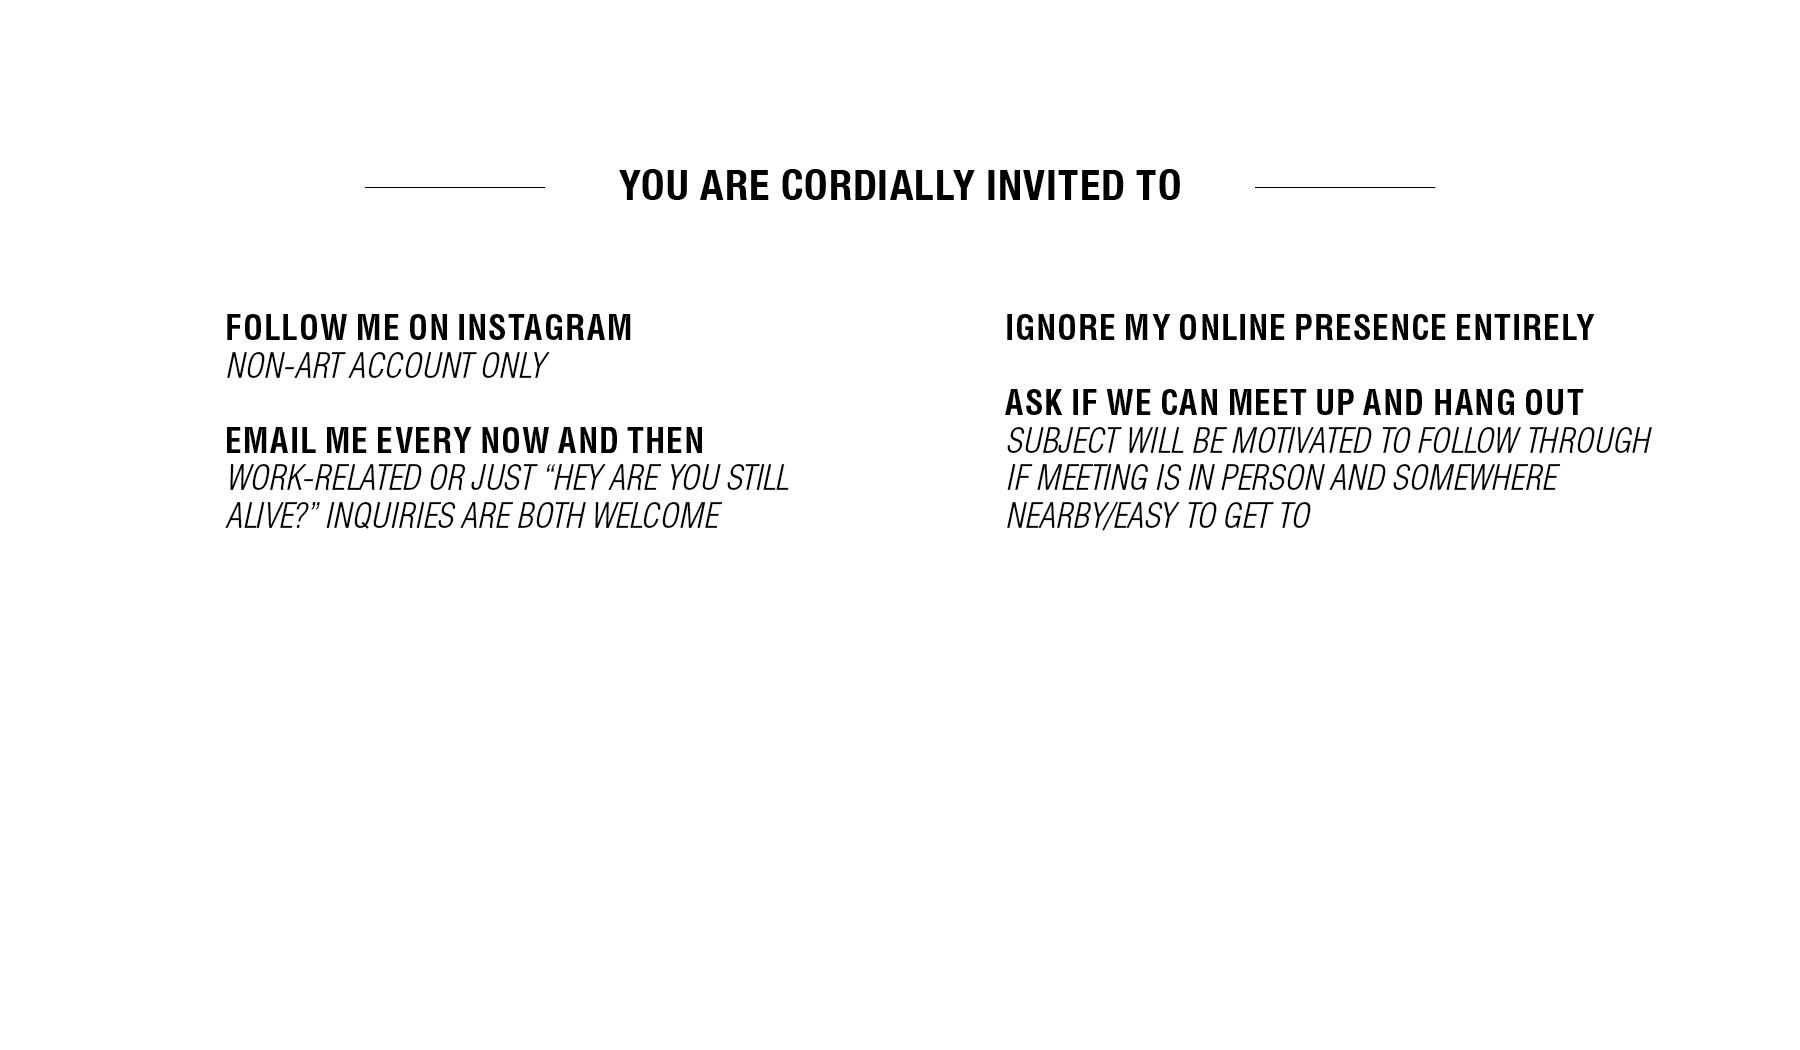 YOU ARE CORDIALLY INVITED TO
FOLLOW ME ON INSTAGRAM
NON-ART ACCOUNT ONLY
EMAIL ME EVERY NOW AND THEN
WORK-RELATED OR JUST “HEY ARE YOU STILL
ALIVE?” INQUIRIES ARE BOTH WELCOME
IGNORE MY ONLINE PRESENCE ENTIRELY
ASK IF WE CAN MEET UP AND HANG OUT
SUBJECT WILL BE MOTIVATED TO FOLLOW THROUGH
IF MEETING IS IN PERSON AND SOMEWHERE
NEARBY/EASY TO GET TO